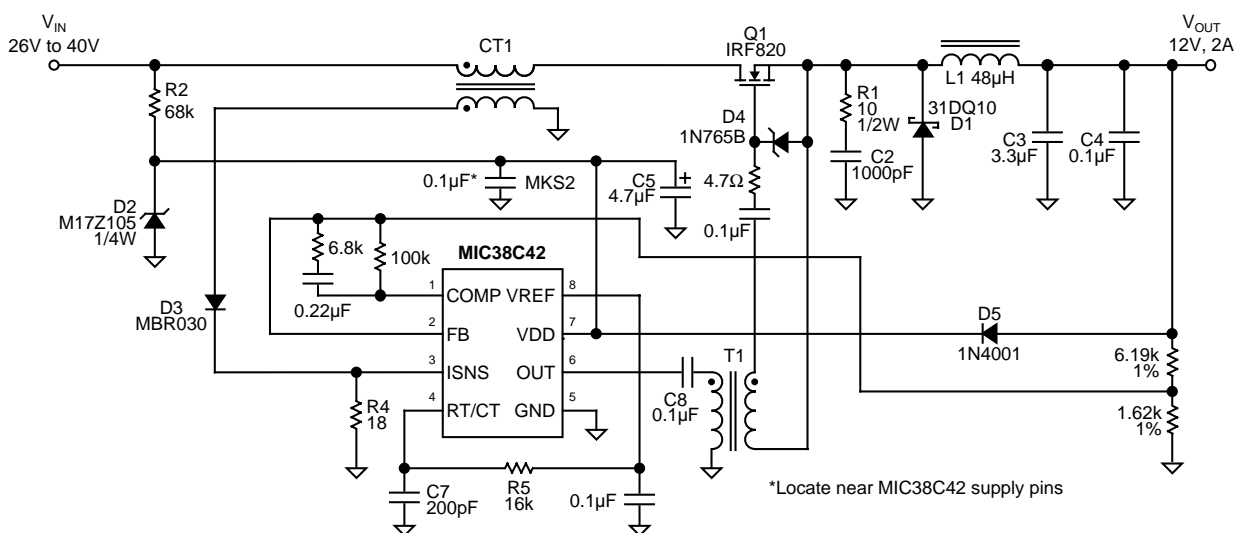 VIN
26V to 40V
CT1
Q1
IRF820
VOUT
12V, 2A
R2
68k
L1 48µH
R1
10
1/2W
31DQ10
D1
D4
1N765B
C3
3.3µF
C4
0.1µF
C2
1000pF
0.1µF*
MKS2
C5
4.7µF
+
4.7Ω
0.1µF
D2
M17Z105
1/4W
6.8k
100k
0.22µF
MIC38C42
D3
MBR030
1
COMP
VREF
8
2
FB
VDD
7
3
ISNS
OUT
6
4
RT/CT
GND
5
D5
1N4001
T1
6.19k
1%
1.62k
1%
C8
0.1µF
R4
18
C7
200pF
R5
16k
0.1µF
*Locate near MIC38C42 supply pins